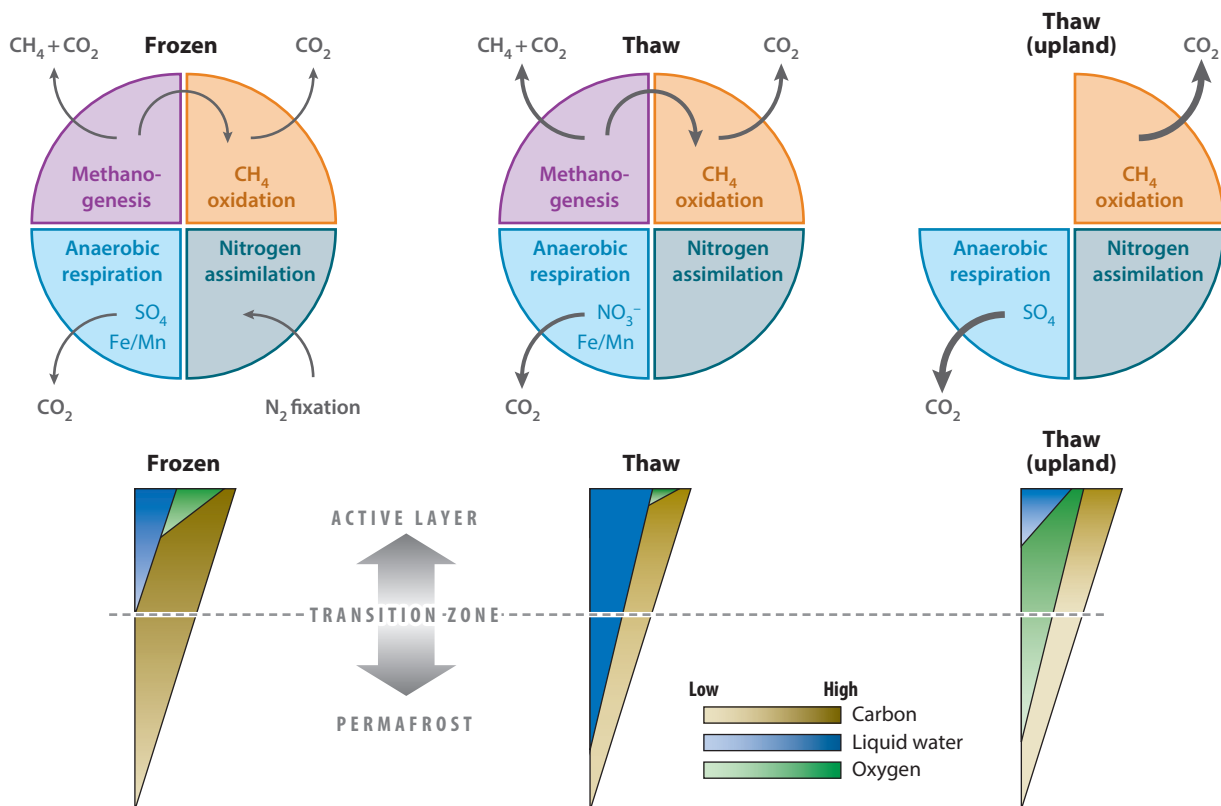 Frozen
CH₄ + CO₂
CO₂
Methano-
genesis
CH₄
oxidation
Anaerobic
respiration
SO₄
Fe/Mn
Nitrogen
assimilation
CO₂
N₂ fixation
Thaw
CH₄ + CO₂
CO₂
Methano-
genesis
CH₄
oxidation
Anaerobic
respiration
NO₃⁻
Fe/Mn
Nitrogen
assimilation
CO₂
Thaw
(upland)
CO₂
CH₄
oxidation
Anaerobic
respiration
SO₄
Nitrogen
assimilation
CO₂
Frozen
Thaw
Thaw
(upland)
ACTIVE LAYER
TRANSITION ZONE
PERMAFROST
Low High
Carbon
Liquid water
Oxygen